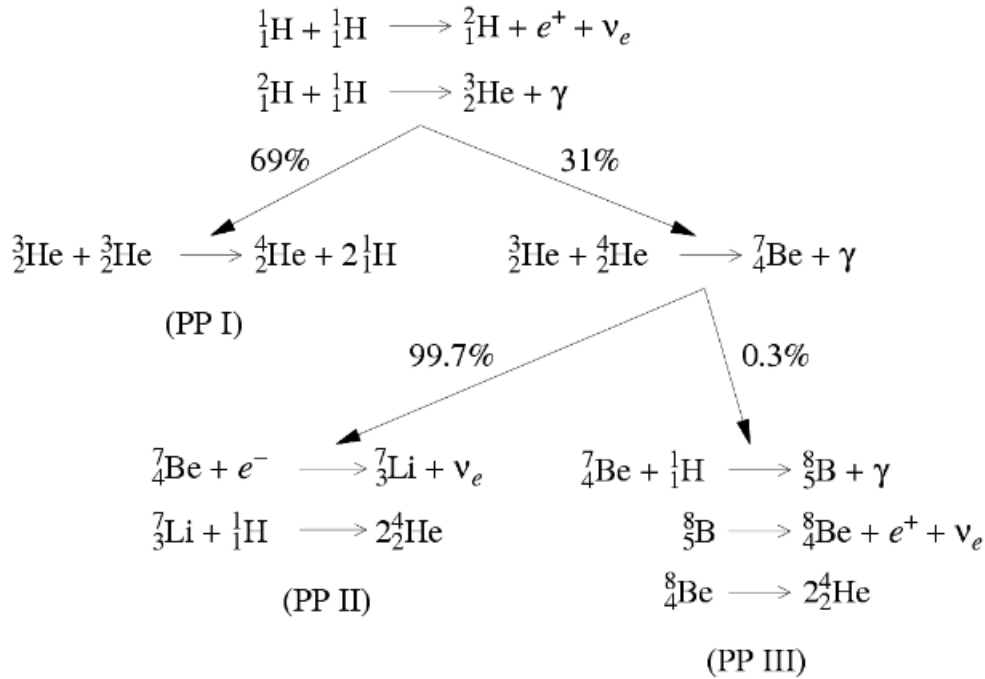 ¹₁H + ¹₁H ⟶ ²₁H + e⁺ + νₑ
²₁H + ¹₁H ⟶ ³₂He + γ
69% 31%
³₂He + ³₂He ⟶ ⁴₂He + 2¹₁H
³₂He + ⁴₂He ⟶ ⁷₄Be + γ
(PP I)
99.7% 0.3%
⁷₄Be + e⁻ ⟶ ⁷₃Li + νₑ
⁷₃Li + ¹₁H ⟶ 2⁴₂He
(PP II)
⁷₄Be + ¹₁H ⟶ ⁸₅B + γ
⁸₅B ⟶ ⁸₄Be + e⁺ + νₑ
⁸₄Be ⟶ 2⁴₂He
(PP III)